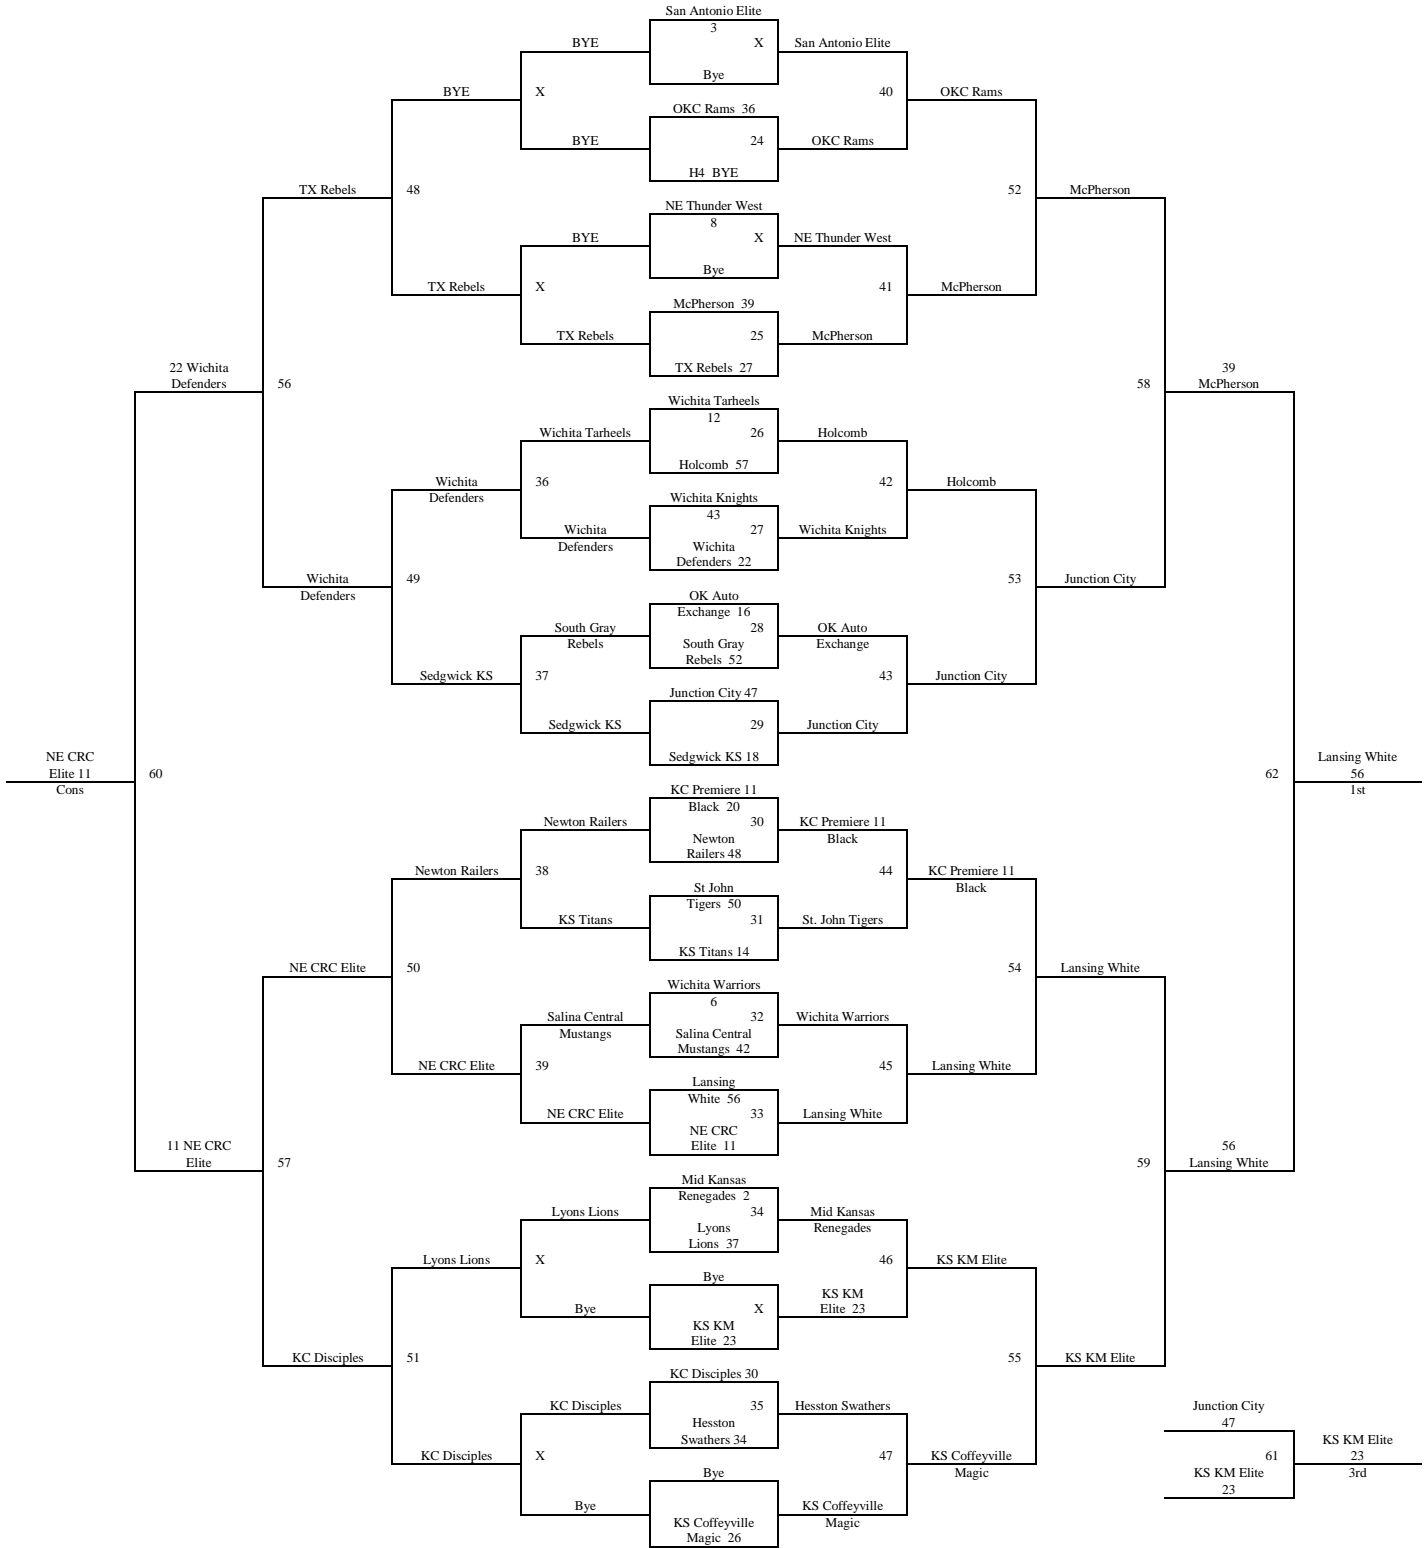 San Antonio Elite
3
BYE
X
San Antonio Elite
Bye
BYE
X
40
OKC Rams
OKC Rams 36
BYE
24
OKC Rams
H4 BYE
TX Rebels
48
52
McPherson
NE Thunder West
8
BYE
X
NE Thunder West
Bye
TX Rebels
X
41
McPherson
McPherson 39
TX Rebels
25
McPherson
TX Rebels 27
22 Wichita
Defenders
56
58
39
McPherson
Wichita Tarheels
12
Wichita Tarheels
26
Holcomb
Holcomb 57
Wichita
Defenders
36
42
Holcomb
Wichita Knights
43
Wichita
Defenders
27
Wichita Knights
Wichita
Defenders 22
Wichita
Defenders
49
53
Junction City
OK Auto
Exchange 16
South Gray
Rebels
28
OK Auto
Exchange
South Gray
Rebels 52
Sedgwick KS
37
43
Junction City
Junction City 47
Sedgwick KS
29
Junction City
Sedgwick KS 18
NE CRC
Elite 11
Cons
60
62
Lansing White
56
1st
KC Premiere 11
Black 20
Newton Railers
30
KC Premiere 11
Black
Newton
Railers 48
Newton Railers
38
44
KC Premiere 11
Black
St John
Tigers 50
KS Titans
31
St. John Tigers
KS Titans 14
NE CRC Elite
50
54
Lansing White
Wichita Warriors
6
Salina Central
Mustangs
32
Wichita Warriors
Salina Central
Mustangs 42
NE CRC Elite
39
45
Lansing White
Lansing
White 56
NE CRC Elite
33
Lansing White
NE CRC
Elite 11
11 NE CRC
Elite
57
59
56
Lansing White
Mid Kansas
Renegades 2
Lyons Lions
34
Mid Kansas
Renegades
Lyons
Lions 37
Lyons Lions
X
46
KS KM Elite
Bye
Bye
X
KS KM
Elite 23
KS KM
Elite 23
KC Disciples
51
55
KS KM Elite
KC Disciples 30
KC Disciples
35
Hesston Swathers
Hesston
Swathers 34
KC Disciples
X
47
KS Coffeyville
Magic
Bye
Bye
KS Coffeyville
Magic
KS Coffeyville
Magic 26
Junction City
47
61
KS KM Elite
23
KS KM Elite
23
3rd